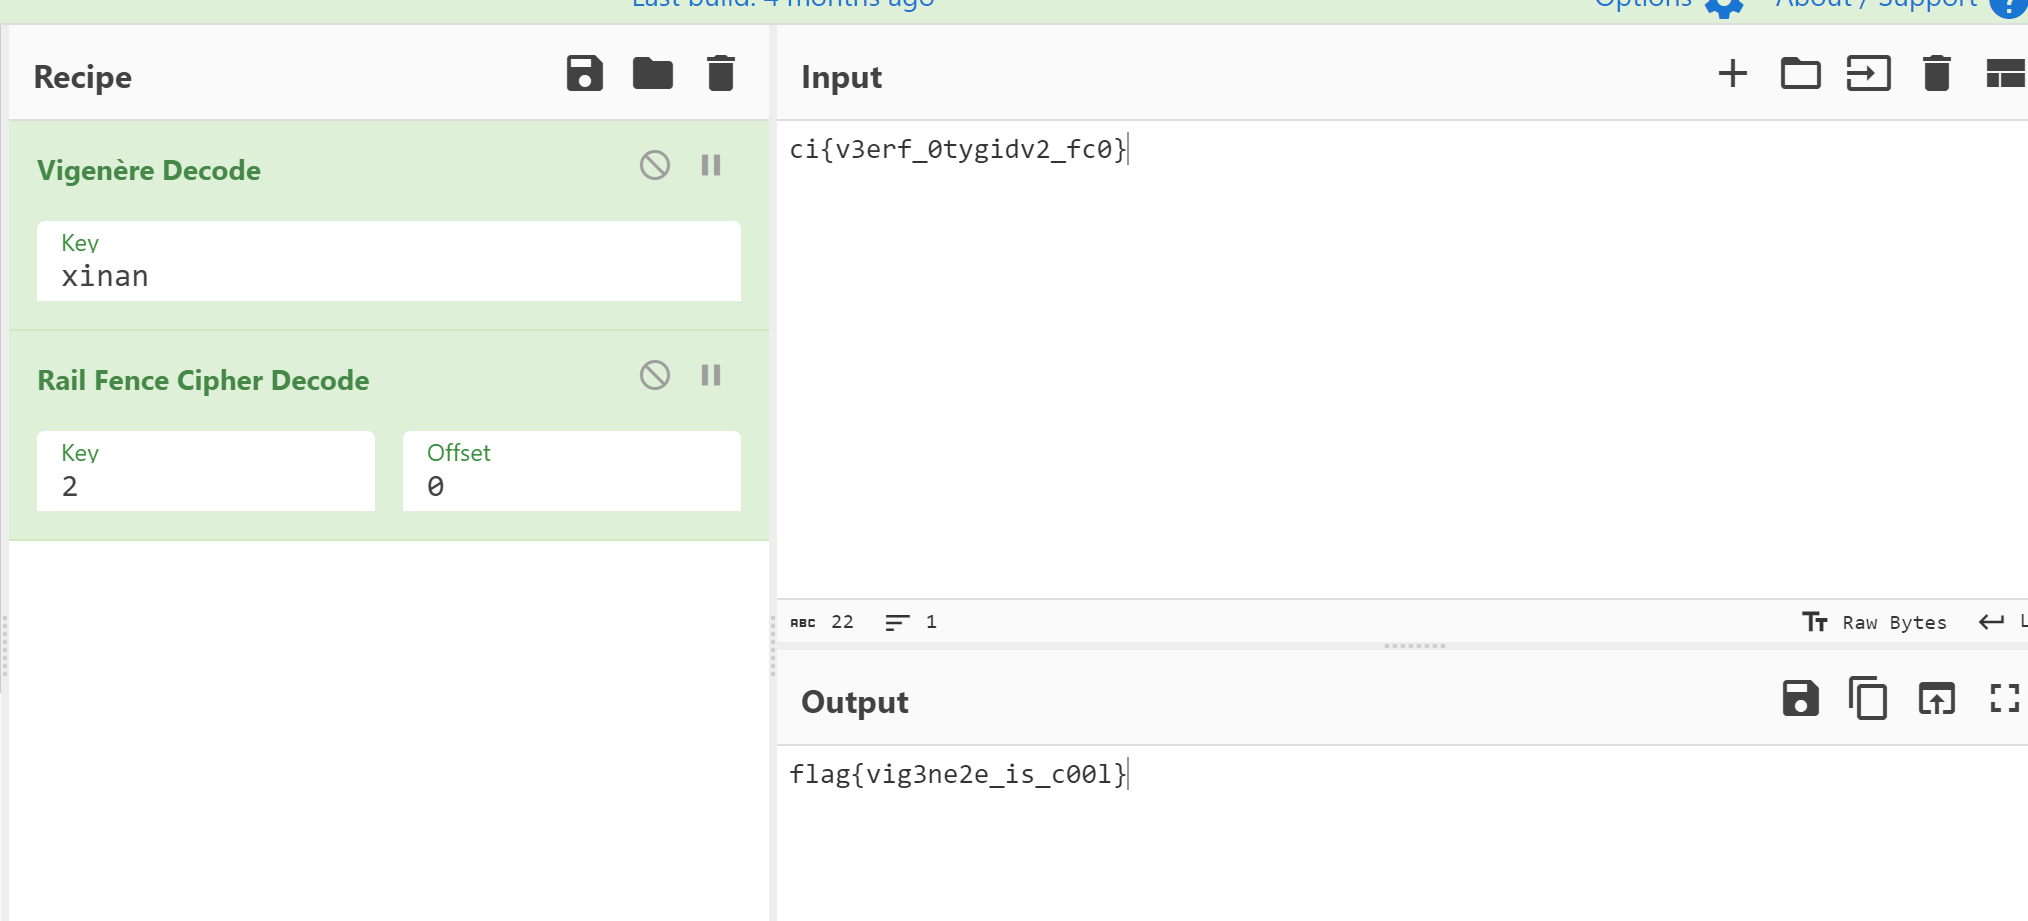 Last build: 4 months ago
Options
About / Support
Recipe
Vigenère Decode
Key
xinan
Rail Fence Cipher Decode
Key
2
Offset
0
Input
ci{v3erf_0tygidv2_fc0}
ABC 22
1
Raw Bytes
L
Output
flag{vig3ne2e_is_c00l}